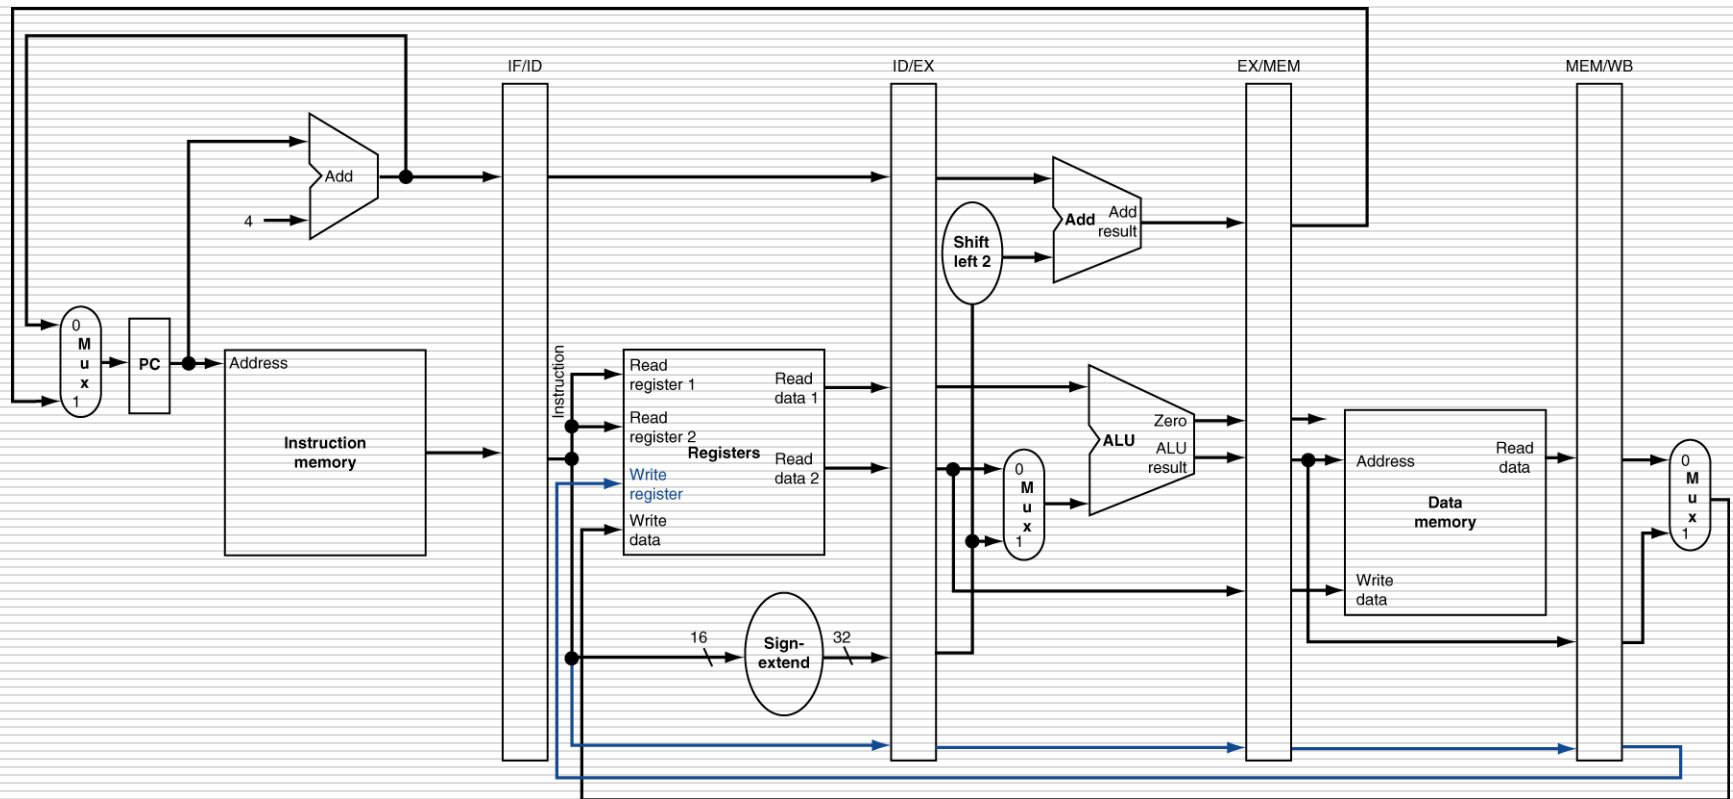 IF/ID
ID/EX
EX/MEM
MEM/WB
Add
4
Add
Add
result
Shift
left 2
0
M
u
x
1
PC
Address
Instruction
memory
Instruction
Read
register 1
Read
register 2
Write
register
Write
data
Registers
Read
data 1
Read
data 2
16
Sign-
extend
32
0
M
u
x
1
ALU
Zero
ALU
result
Address
Read
data
Data
memory
Write
data
0
M
u
x
1